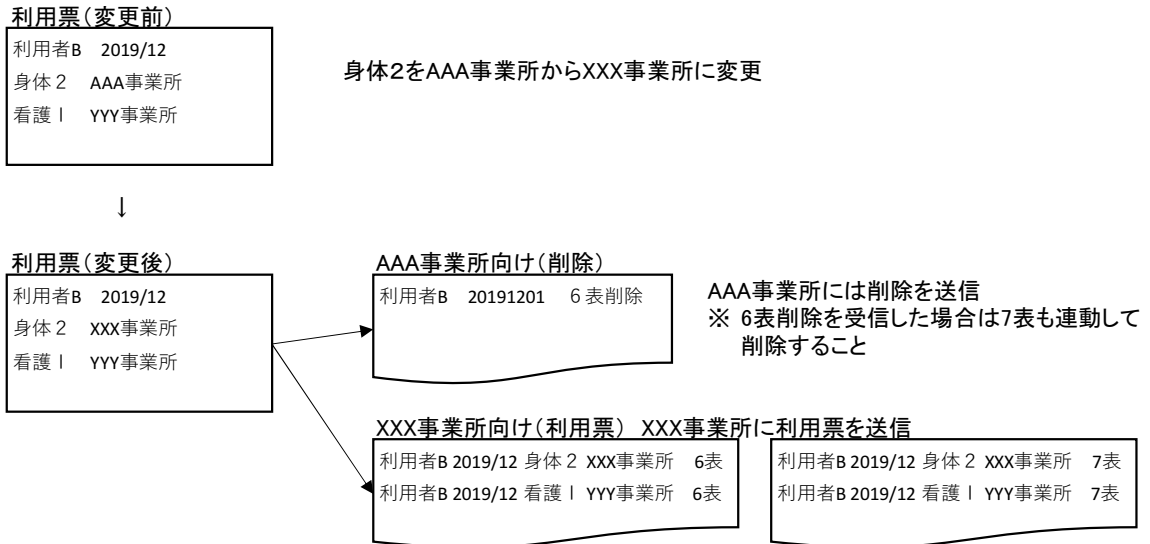 利用票（変更前）
利用者B 2019/12
身体２ AAA事業所
看護Ⅰ YYY事業所
身体２をAAA事業所からXXX事業所に変更
↓
利用票（変更後）
利用者B 2019/12
身体２ XXX事業所
看護Ⅰ YYY事業所
AAA事業所向け（削除）
利用者B 20191201 ６表削除
AAA事業所には削除を送信
※ 6表削除を受信した場合は7表も連動して
削除すること
XXX事業所向け（利用票） XXX事業所に利用票を送信
利用者B 2019/12 身体２ XXX事業所 6表
利用者B 2019/12 看護Ⅰ YYY事業所 6表
利用者B 2019/12 身体２ XXX事業所 7表
利用者B 2019/12 看護Ⅰ YYY事業所 7表